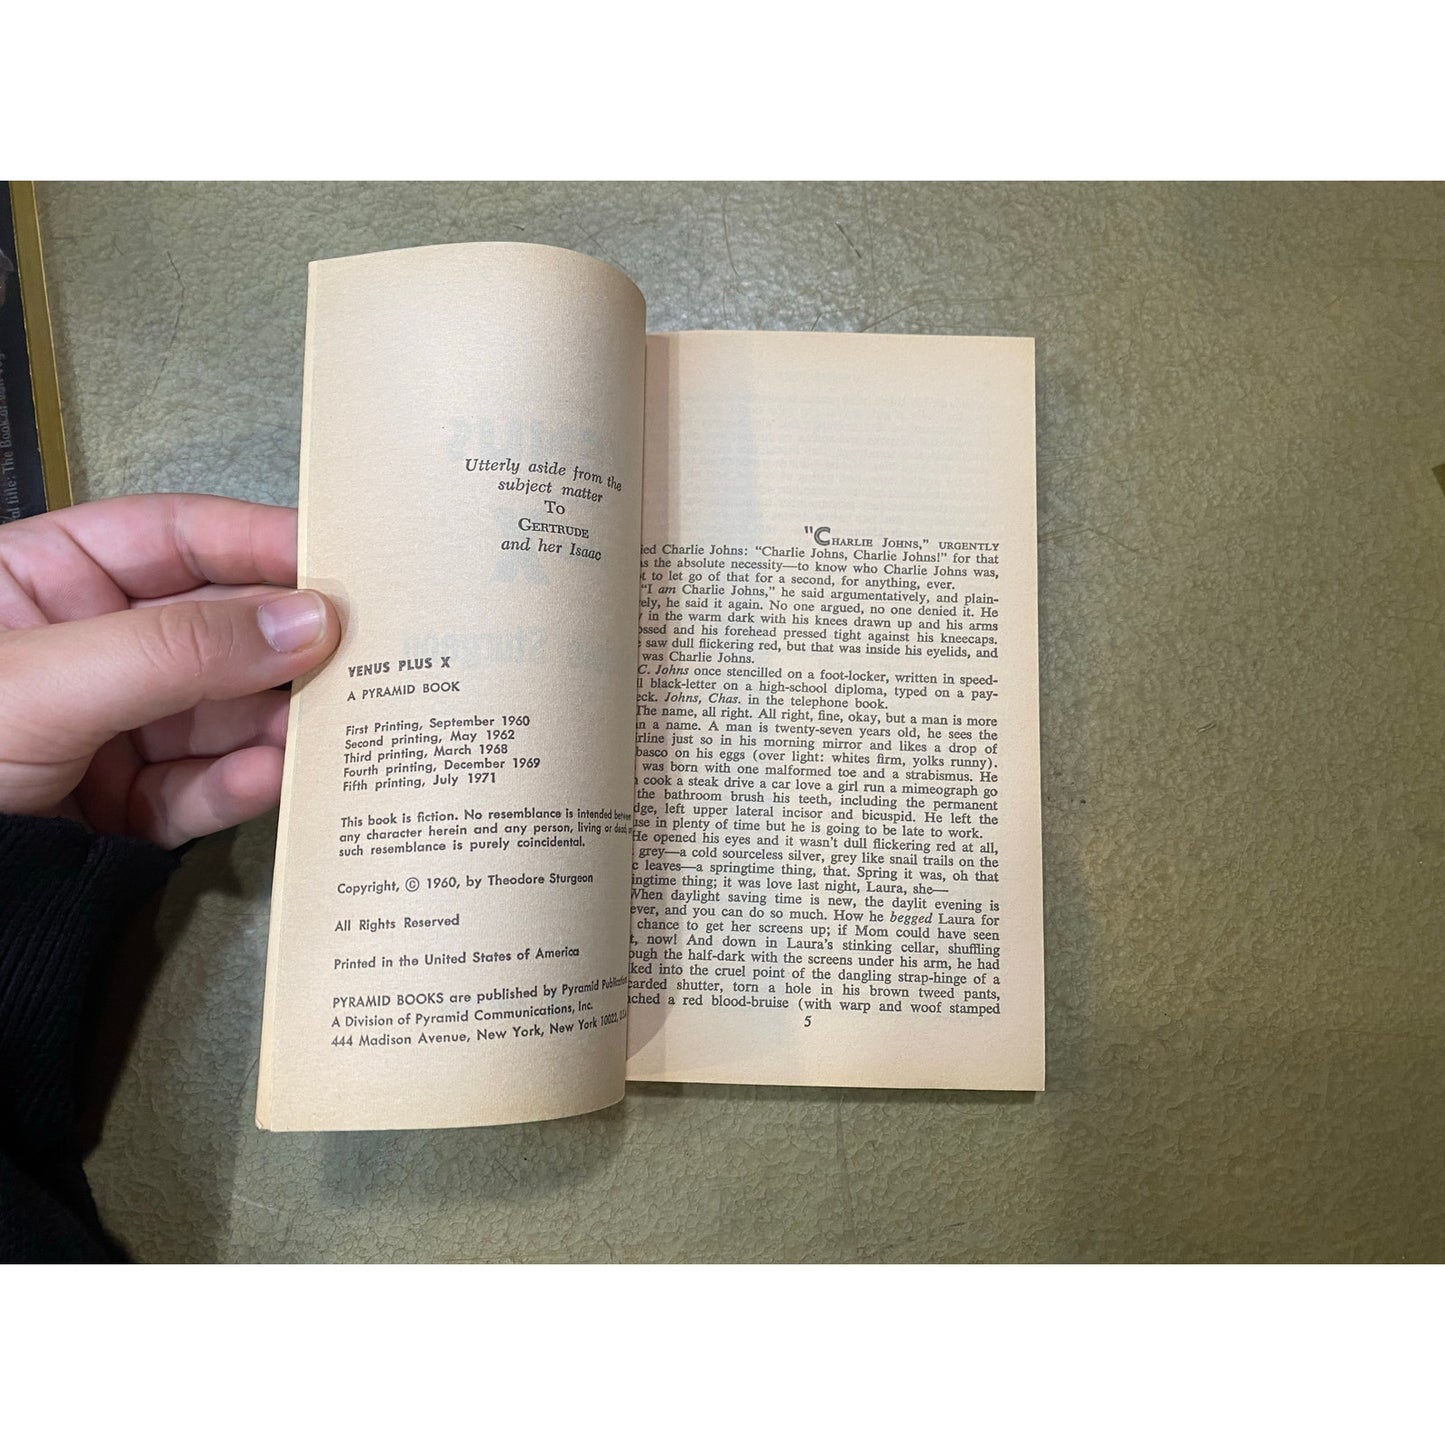 Utterly aside from the
subject matter
To
GERTRUDE
and her Isaac
VENUS PLUS X
A PYRAMID BOOK
First Printing, September 1960
Second printing, May 1962
Third printing, March 1968
Fourth printing, December 1969
Fifth printing, July 1971
This book is fiction. No resemblance is intended between
any character herein and any person, living or dead;
such resemblance is purely coincidental.
Copyright, © 1960, by Theodore Sturgeon
All Rights Reserved
Printed in the United States of America
PYRAMID BOOKS are published by Pyramid Publications
A Division of Pyramid Communications, Inc.
444 Madison Avenue, New York, New York 10022, U.S.A
"CHARLIE JOHNS," URGENTLY
ied Charlie Johns: "Charlie Johns, Charlie Johns!" for that
s the absolute necessity—to know who Charlie Johns was,
t to let go of that for a second, for anything, ever.
"I am Charlie Johns," he said argumentatively, and plain-
ely, he said it again. No one argued, no one denied it. He
y in the warm dark with his knees drawn up and his arms
ossed and his forehead pressed tight against his kneecaps.
e saw dull flickering red, but that was inside his eyelids, and
was Charlie Johns.
C. Johns once stencilled on a foot-locker, written in speed-
ll black-letter on a high-school diploma, typed on a pay-
eck. Johns, Chas. in the telephone book.
The name, all right. All right, fine, okay, but a man is more
n a name. A man is twenty-seven years old, he sees the
irline just so in his morning mirror and likes a drop of
basco on his eggs (over light: whites firm, yolks runny).
was born with one malformed toe and a strabismus. He
n cook a steak drive a car love a girl run a mimeograph go
the bathroom brush his teeth, including the permanent
dge, left upper lateral incisor and bicuspid. He left the
use in plenty of time but he is going to be late to work.
He opened his eyes and it wasn't dull flickering red at all,
grey—a cold sourceless silver, grey like snail trails on the
c leaves—a springtime thing, that. Spring it was, oh that
ingtime thing; it was love last night, Laura, she—
When daylight saving time is new, the daylit evening is
ever, and you can do so much. How he begged Laura for
chance to get her screens up; if Mom could have seen
t, now! And down in Laura's stinking cellar, shuffling
ough the half-dark with the screens under his arm, he had
ked into the cruel point of the dangling strap-hinge of a
carded shutter, torn a hole in his brown tweed pants,
ched a red blood-bruise (with warp and woof stamped
5